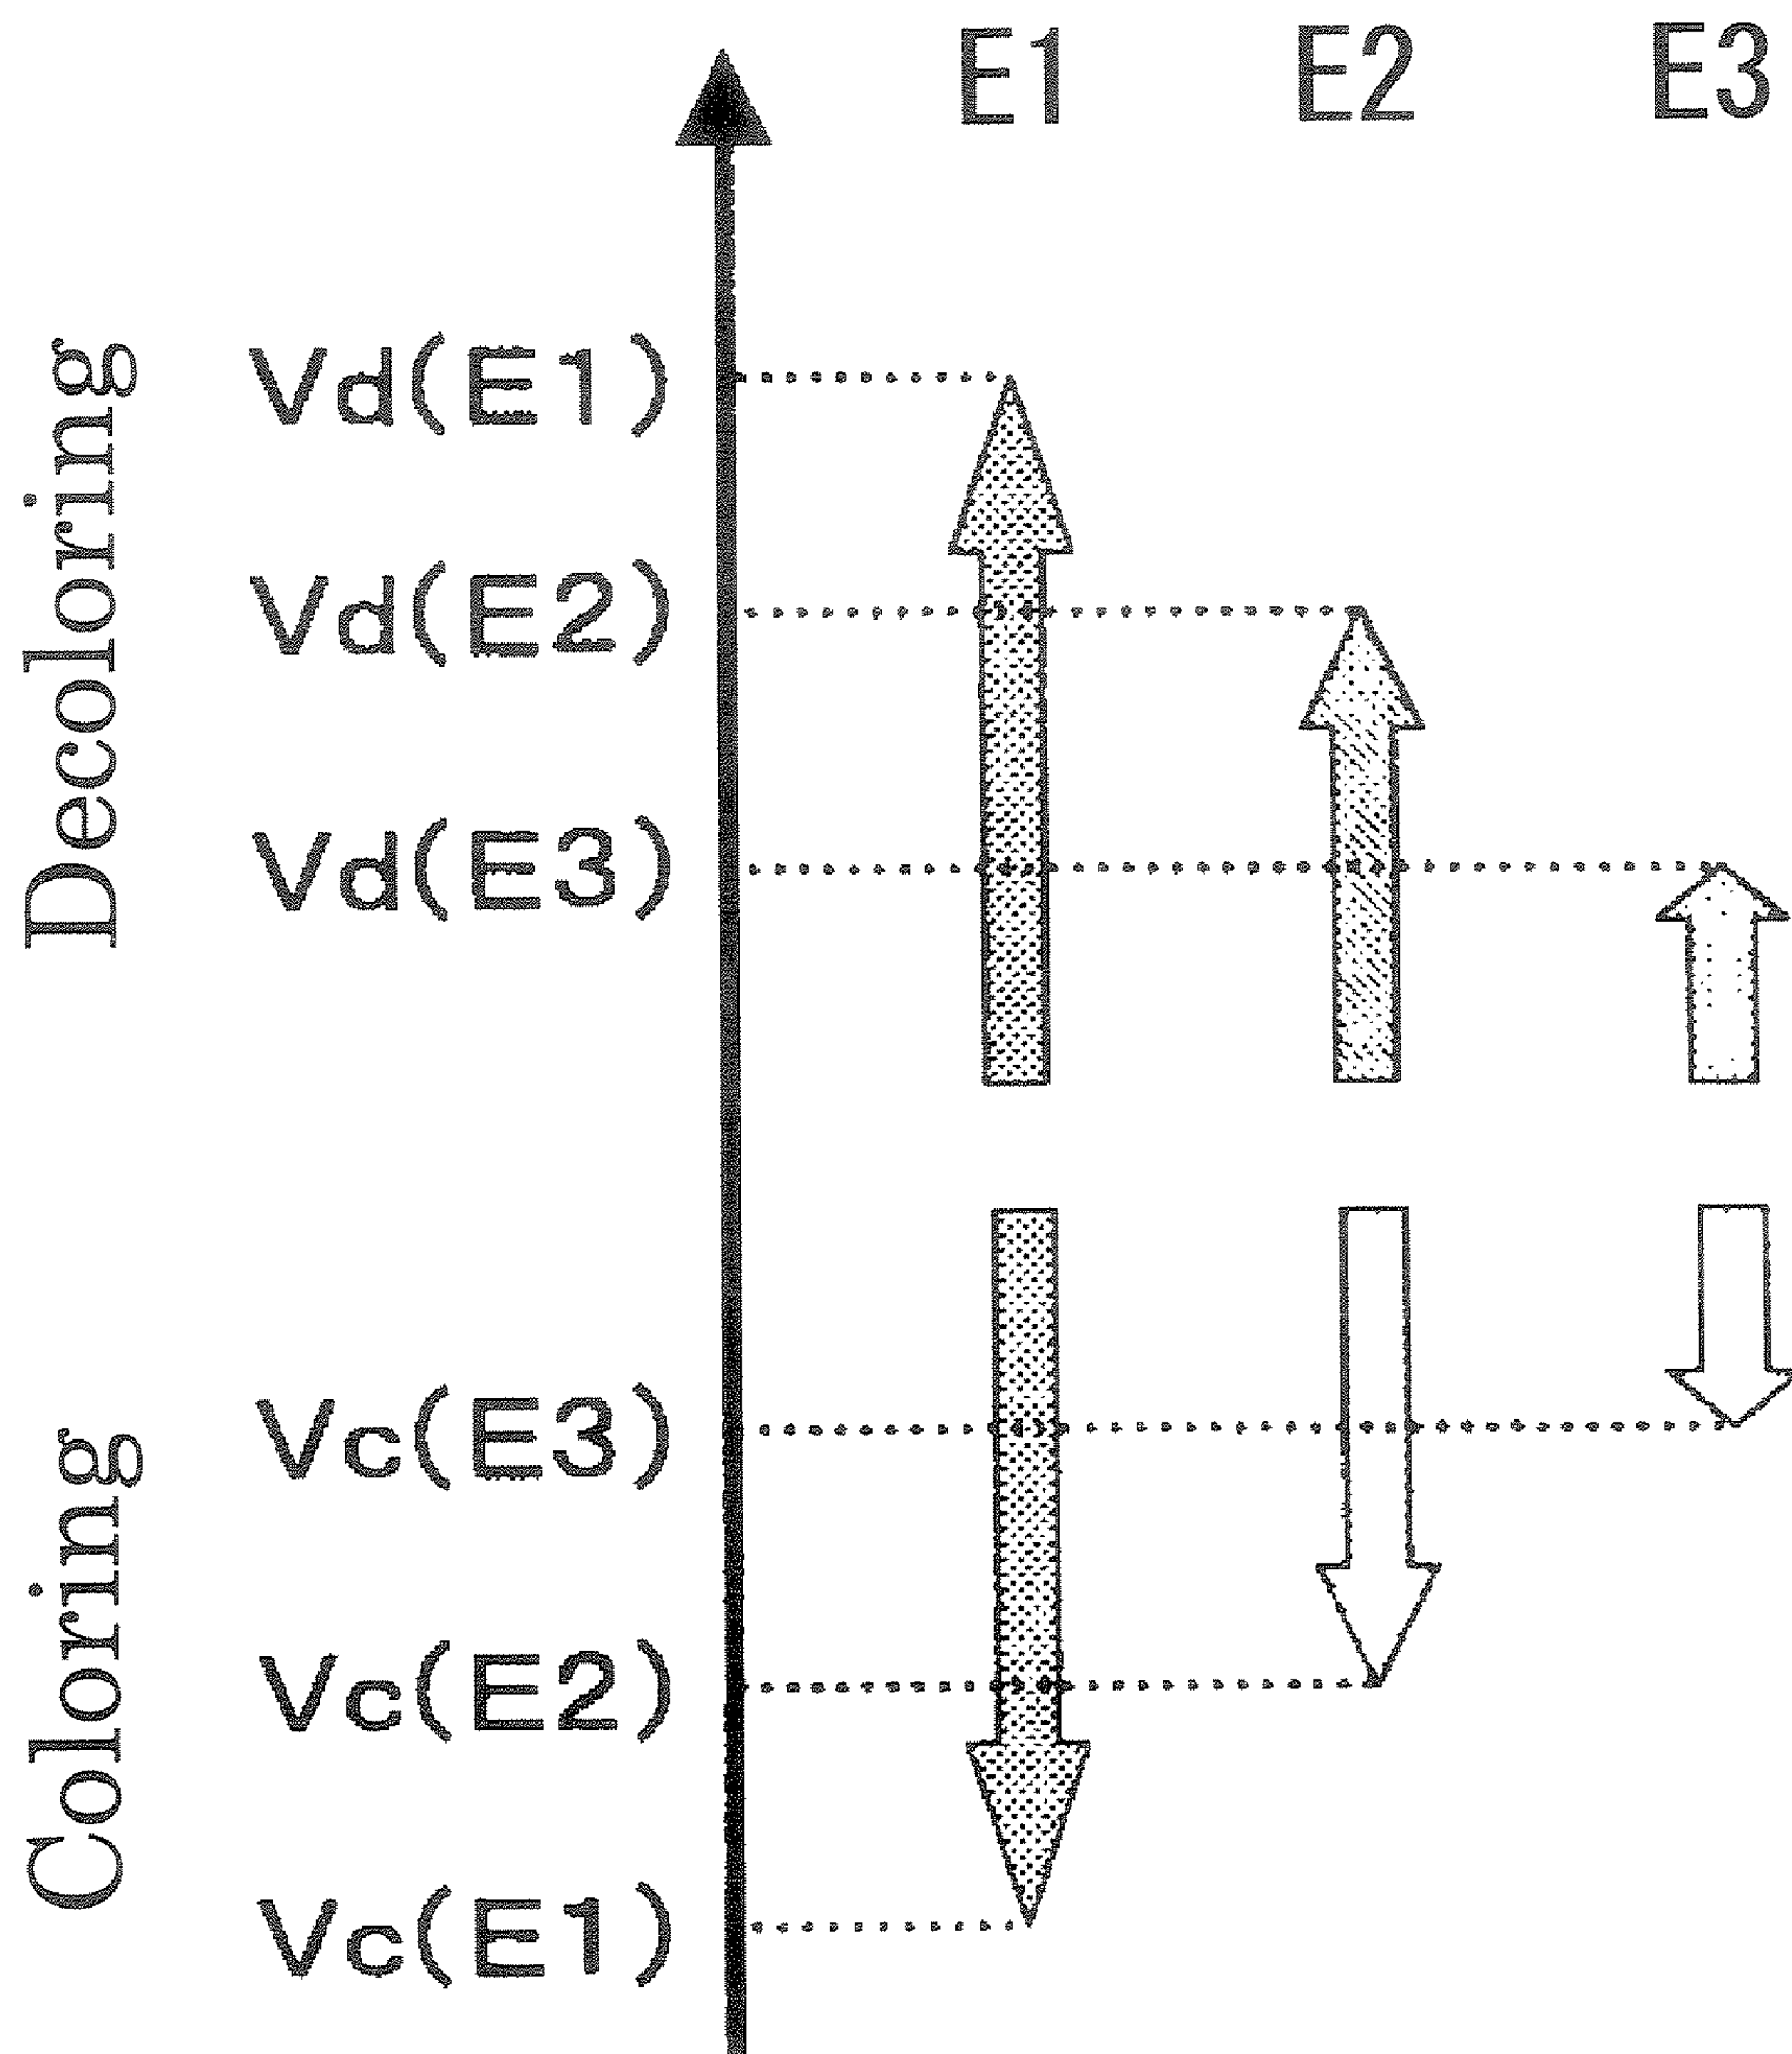 E1 E2 E3
Decoloring
Vd(E1)
Vd(E2)
Vd(E3)
Coloring
Vc(E3)
Vc(E2)
Vc(E1)